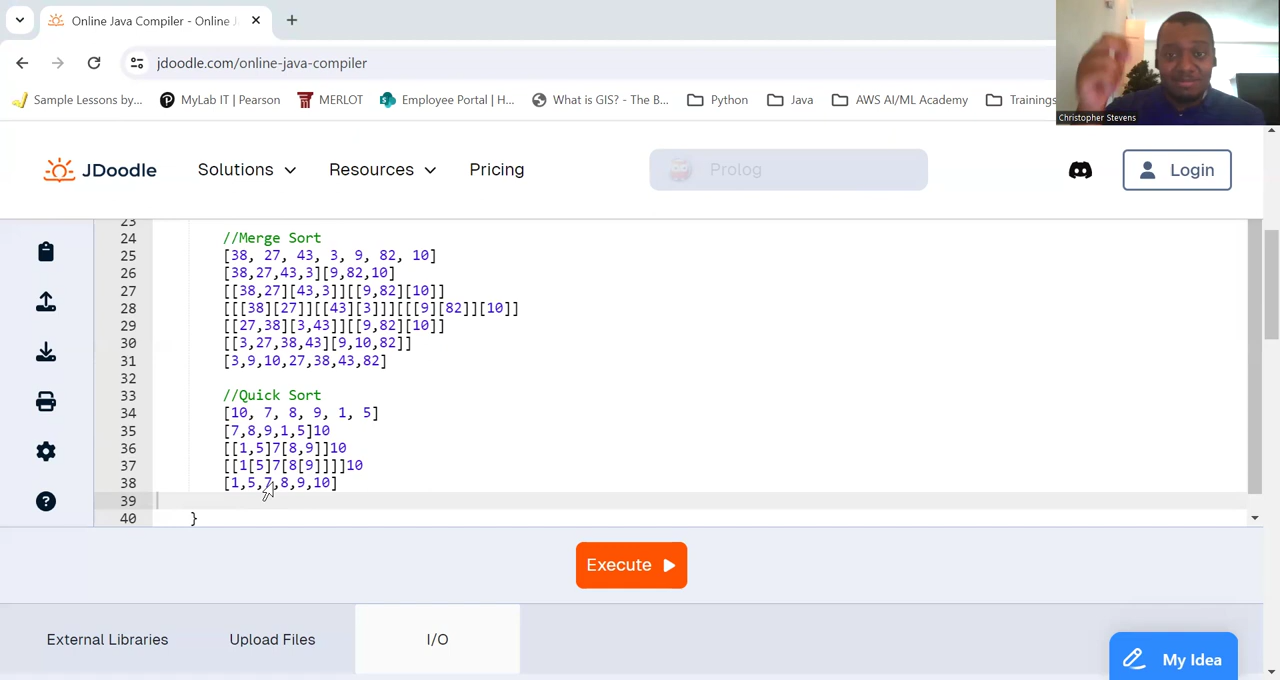 Online Java Compiler - Online J
jdoodle.com/online-java-compiler
Sample Lessons by... MyLab IT | Pearson MERLOT Employee Portal | H... What is GIS? - The B... Python Java AWS AI/ML Academy Trainings
Christopher Stevens
JDoodle Solutions Resources Pricing Prolog Login
23
24 //Merge Sort
25 [38, 27, 43, 3, 9, 82, 10]
26 [38,27,43,3][9,82,10]
27 [[38,27][43,3]][[9,82][10]]
28 [[[38][27]][[43][3]]][[[9][82]][10]]
29 [[27,38][3,43]][[9,82][10]]
30 [[3,27,38,43][9,10,82]]
31 [3,9,10,27,38,43,82]
32
33 //Quick Sort
34 [10, 7, 8, 9, 1, 5]
35 [7,8,9,1,5]10
36 [[1,5]7[8,9]]10
37 [[1[5]7[8[9]]]]10
38 [1,5,7,8,9,10]
39
40 }
Execute
External Libraries Upload Files I/O
My Idea